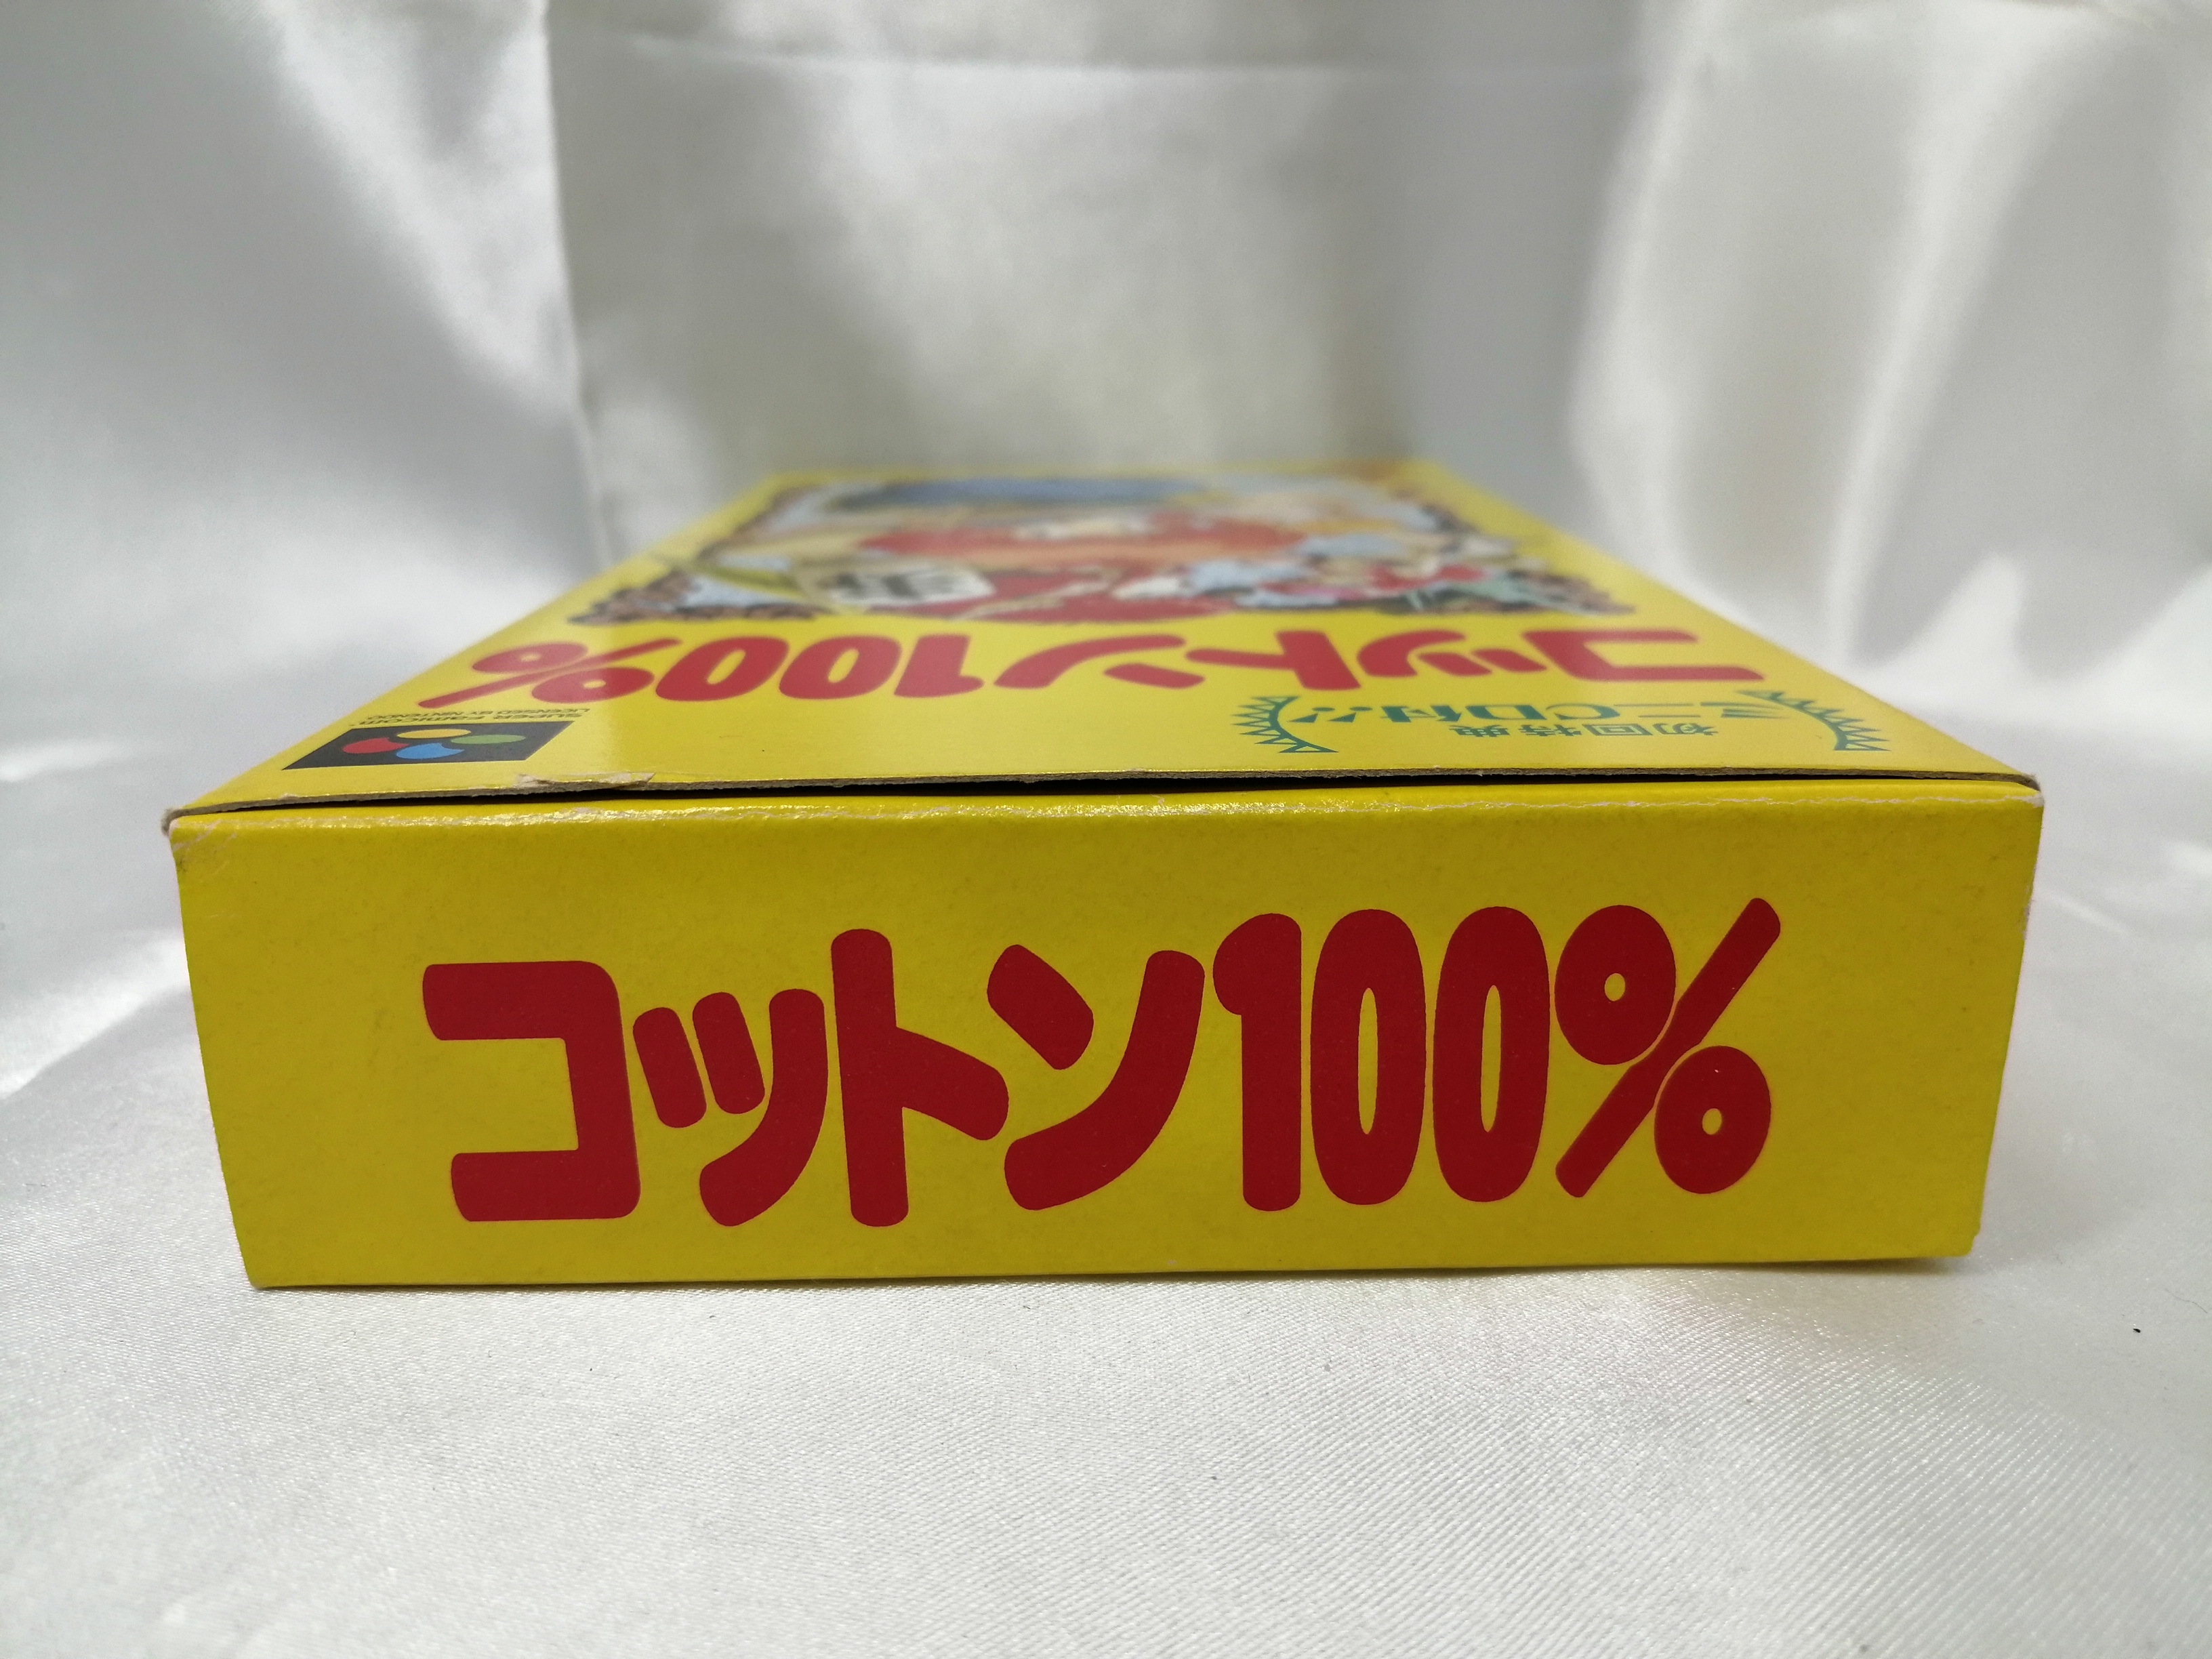 コットン100%
SUPER Famicom™
LICENSED BY NINTENDO
初回特典
ミニCD付!!
コットン100%